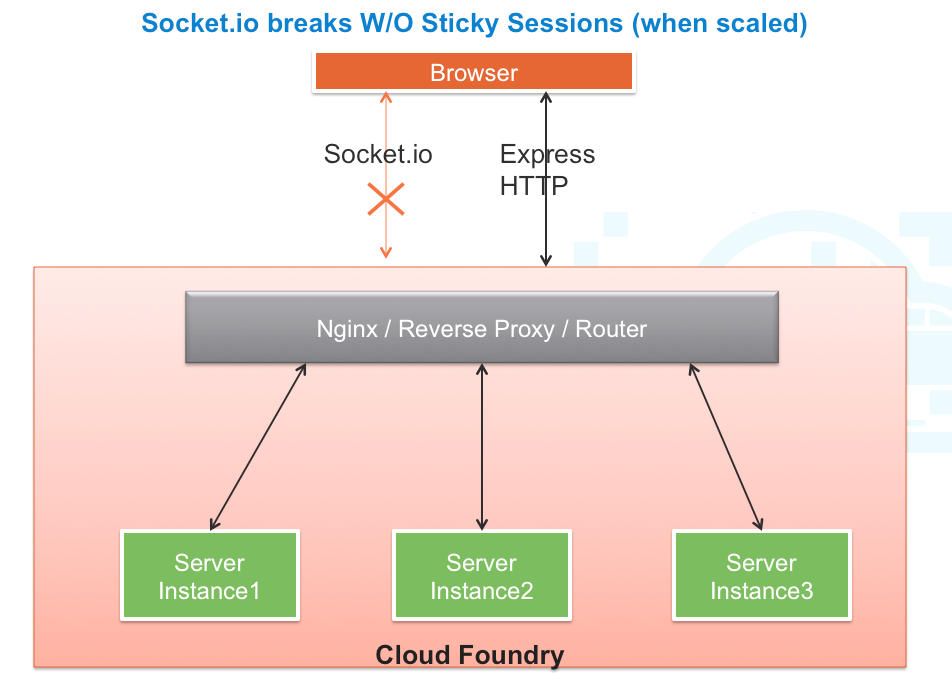 Socket.io breaks W/O Sticky Sessions (when scaled)
Browser
Socket.io
Express
HTTP
Nginx / Reverse Proxy / Router
Server
Instance1
Server
Instance2
Server
Instance3
Cloud Foundry